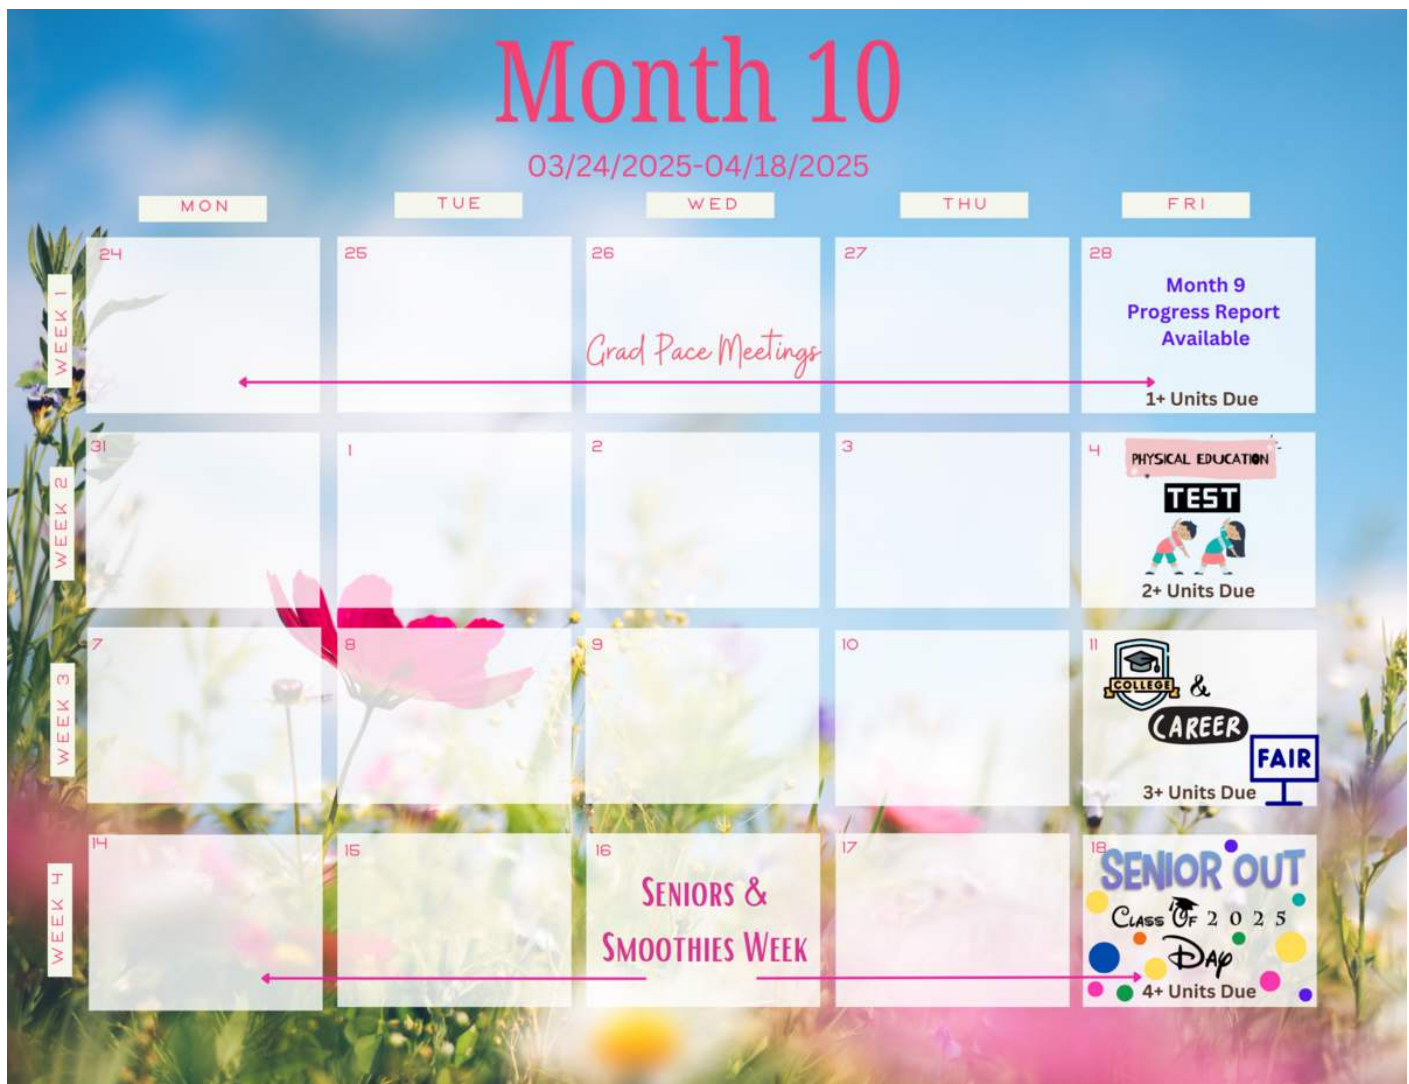 Month 10
03/24/2025-04/18/2025
MON TUE WED THU FRI
WEEK 1
24 25 26 27 28
Month 9
Progress Report
Available
Grad Pace Meetings
1+ Units Due
WEEK 2
31 1 2 3 4
PHYSICAL EDUCATION
TEST
2+ Units Due
WEEK 3
7 8 9 10 11
COLLEGE &
CAREER
FAIR
3+ Units Due
WEEK 4
14 15 16 17 18
SENIORS &
SMOOTHIES WEEK
SENIOR OUT
CLASS OF 2025
DAY
4+ Units Due